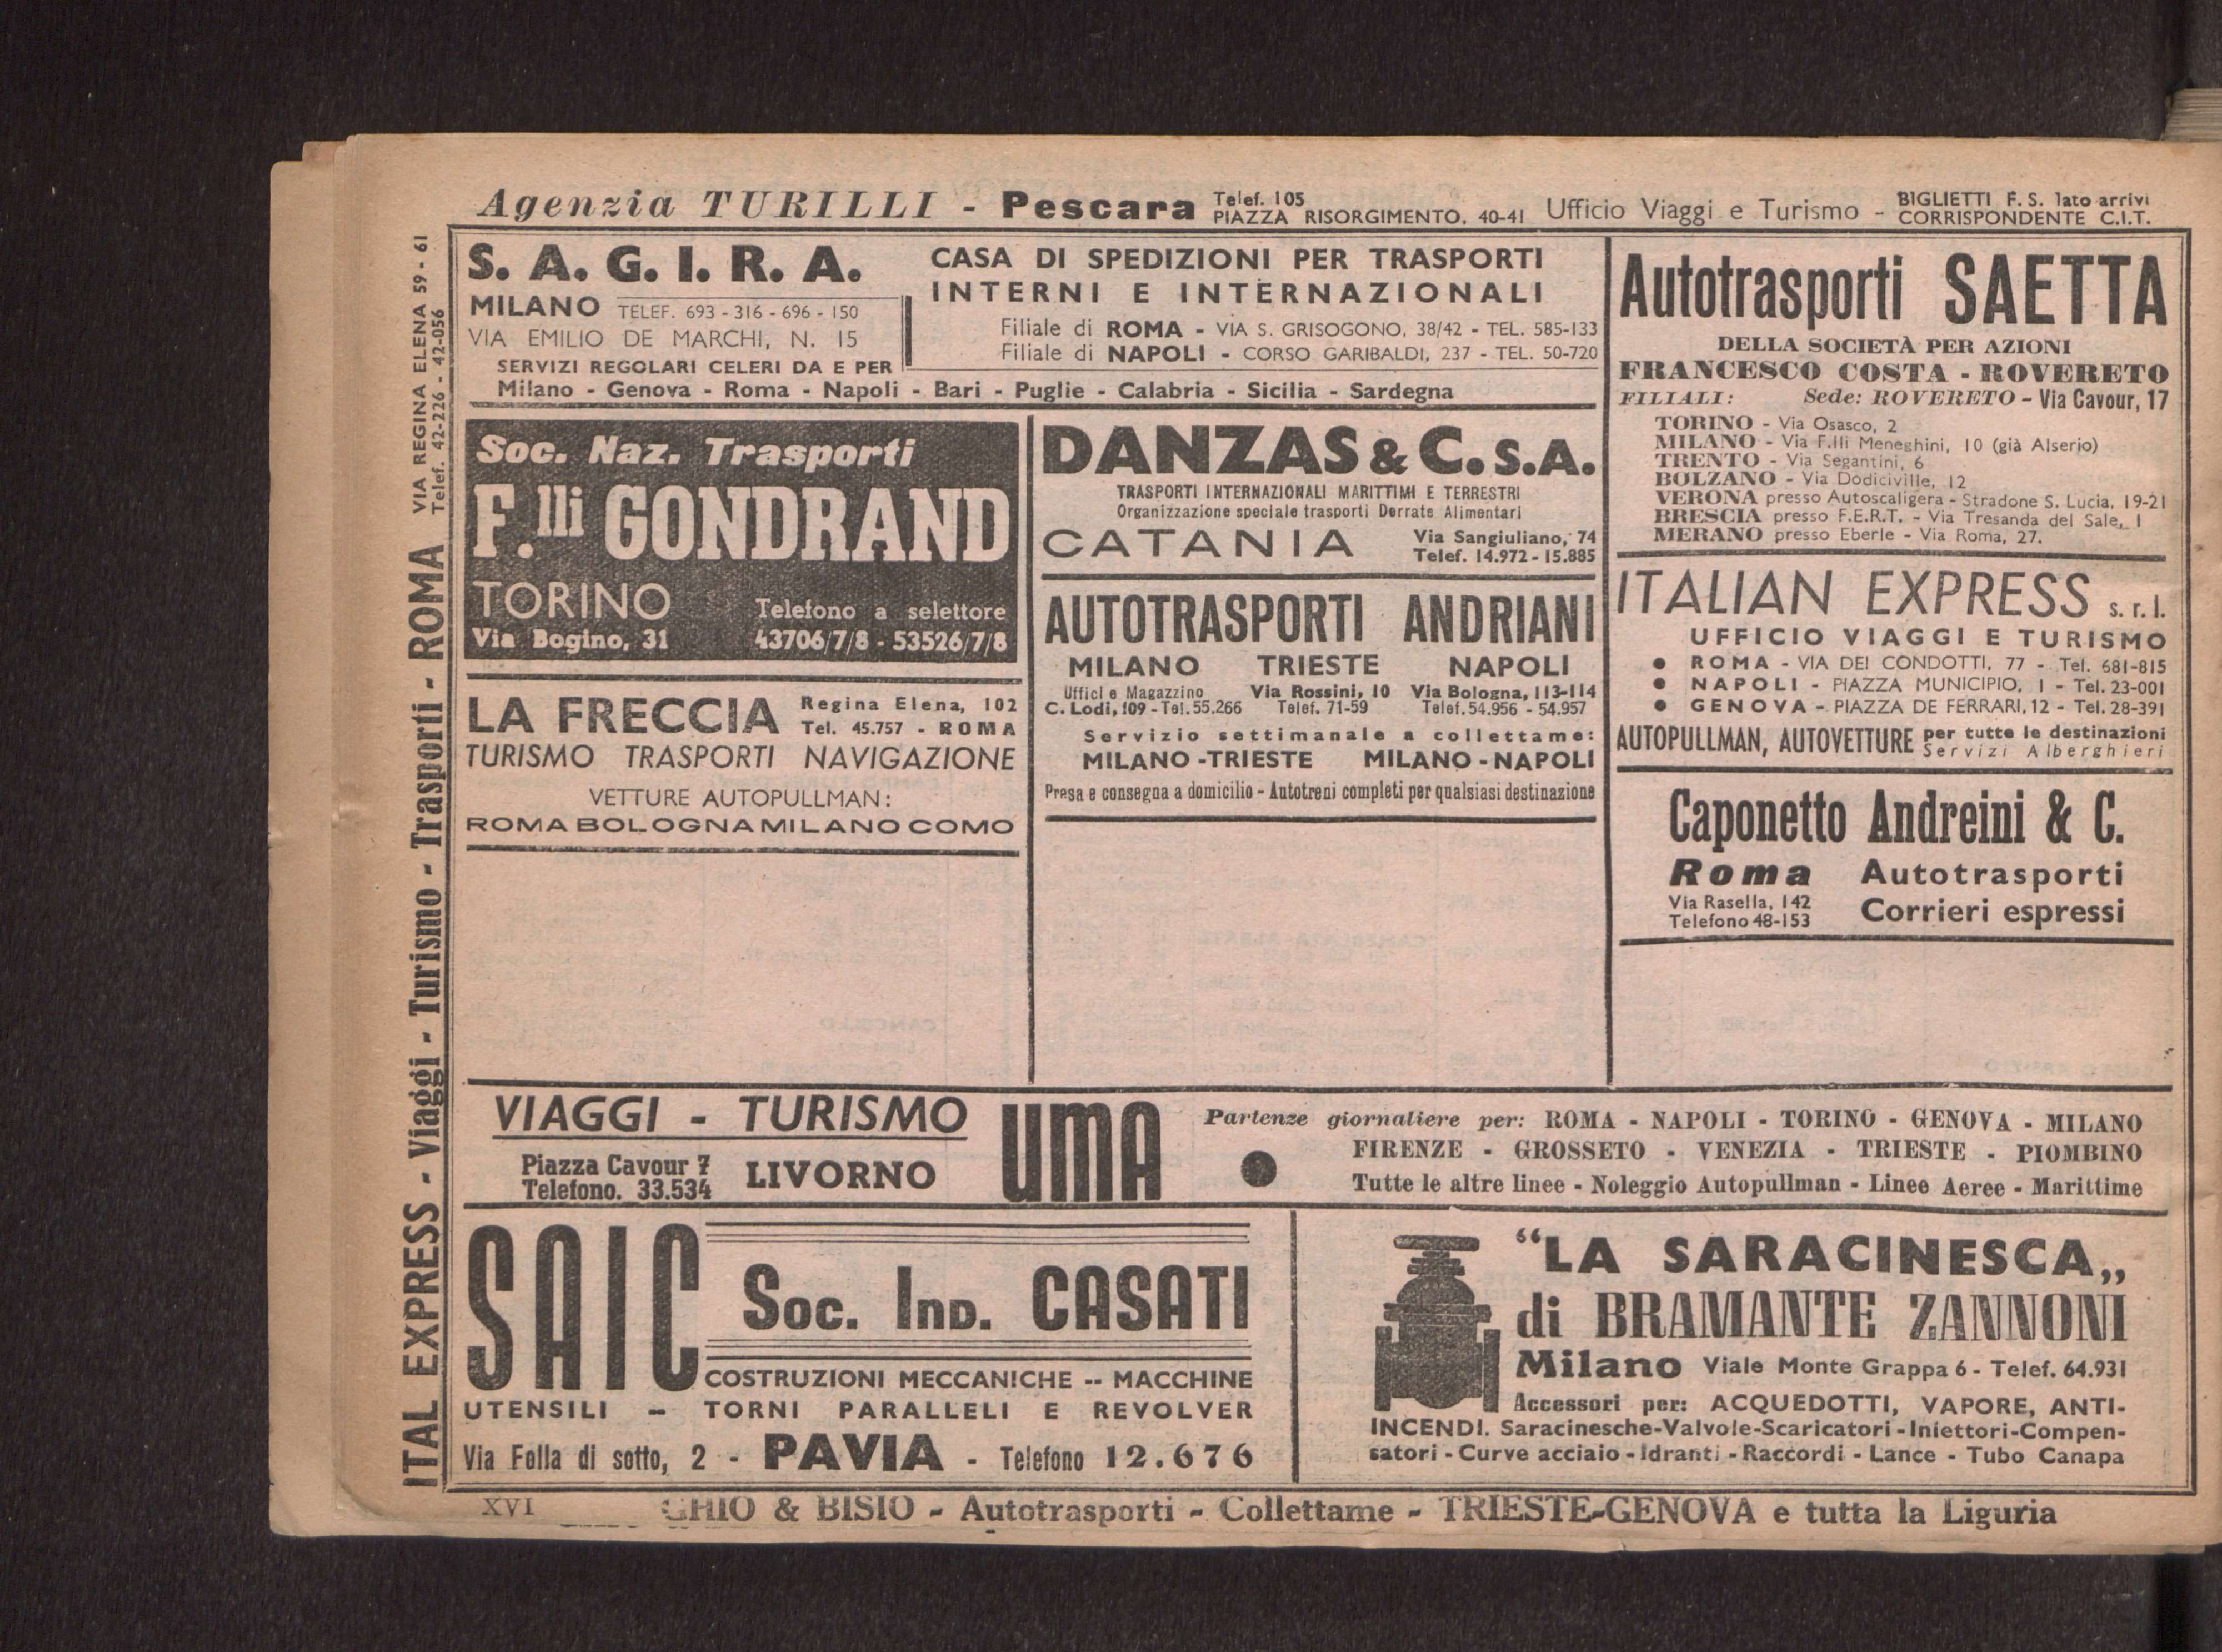 Agenzia TURILLI - Pescara Telef. 105 PIAZZA RISORGIMENTO, 40-41 Ufficio Viaggi e Turismo - BIGLIETTI F. S. lato arrivi CORRISPONDENTE C.I.T.
ITAL EXPRESS - Viaggi - Turismo - Trasporti - ROMA VIA REGINA ELENA 59 - 61 Telef. 42-226 - 42-056
S. A. G. I. R. A.
MILANO TELEF. 693 - 316 - 696 - 150
VIA EMILIO DE MARCHI, N. 15
CASA DI SPEDIZIONI PER TRASPORTI
INTERNI E INTERNAZIONALI
Filiale di ROMA - VIA S. GRISOGONO, 38/42 - TEL. 585-133
Filiale di NAPOLI - CORSO GARIBALDI, 237 - TEL. 50-720
SERVIZI REGOLARI CELERI DA E PER
Milano - Genova - Roma - Napoli - Bari - Puglie - Calabria - Sicilia - Sardegna
Soc. Naz. Trasporti
F.lli GONDRAND
TORINO Telefono a selettore
Via Bogino, 31 43706/7/8 - 53526/7/8
LA FRECCIA Regina Elena, 102
Tel. 45.757 - ROMA
TURISMO TRASPORTI NAVIGAZIONE
VETTURE AUTOPULLMAN:
ROMA BOLOGNA MILANO COMO
DANZAS & C. S.A.
TRASPORTI INTERNAZIONALI MARITTIMI E TERRESTRI
Organizzazione speciale trasporti Derrate Alimentari
CATANIA Via Sangiuliano, 74
Telef. 14.972 - 15.885
AUTOTRASPORTI ANDRIANI
MILANO TRIESTE NAPOLI
Uffici e Magazzino Via Rossini, 10 Via Bologna, 113-114
C. Lodi, 109 - Tel. 55.266 Telef. 71-59 Telef. 54.956 - 54.957
Servizio settimanale a collettame:
MILANO - TRIESTE MILANO - NAPOLI
Presa e consegna a domicilio - Autotreni completi per qualsiasi destinazione
Autotrasporti SAETTA
DELLA SOCIETÀ PER AZIONI
FRANCESCO COSTA - ROVERETO
FILIALI: Sede: ROVERETO - Via Cavour, 17
TORINO - Via Osasco, 2
MILANO - Via F.lli Meneghini, 10 (già Alserio)
TRENTO - Via Segantini, 6
BOLZANO - Via Dodiciville, 12
VERONA presso Autoscaligera - Stradone S. Lucia, 19-21
BRESCIA presso F.E.R.T. - Via Tresanda del Sale, 1
MERANO presso Eberle - Via Roma, 27.
ITALIAN EXPRESS s. r. l.
UFFICIO VIAGGI E TURISMO
● ROMA - VIA DEI CONDOTTI, 77 - Tel. 681-815
● NAPOLI - PIAZZA MUNICIPIO, 1 - Tel. 23-001
● GENOVA - PIAZZA DE FERRARI, 12 - Tel. 28-391
AUTOPULLMAN, AUTOVETTURE per tutte le destinazioni
Servizi Alberghieri
Caponetto Andreini & C.
Roma Autotrasporti
Via Rasella, 142
Telefono 48-153 Corrieri espressi
VIAGGI - TURISMO UMA
Piazza Cavour 7
Telefono. 33.534 LIVORNO
Partenze giornaliere per: ROMA - NAPOLI - TORINO - GENOVA - MILANO
FIRENZE - GROSSETO - VENEZIA - TRIESTE - PIOMBINO
Tutte le altre linee - Noleggio Autopullman - Linee Aeree - Marittime
SAIC Soc. Ind. CASATI
COSTRUZIONI MECCANICHE -- MACCHINE
UTENSILI - TORNI PARALLELI E REVOLVER
Via Folla di sotto, 2 - PAVIA - Telefono 12.676
“LA SARACINESCA„
di BRAMANTE ZANNONI
Milano Viale Monte Grappa 6 - Telef. 64.931
Accessori per: ACQUEDOTTI, VAPORE, ANTI-
INCENDI. Saracinesche-Valvole-Scaricatori-Iniettori-Compen-
satori - Curve acciaio - Idranti - Raccordi - Lance - Tubo Canapa
XVI GHIO & BISIO - Autotrasporti - Collettame - TRIESTE-GENOVA e tutta la Liguria